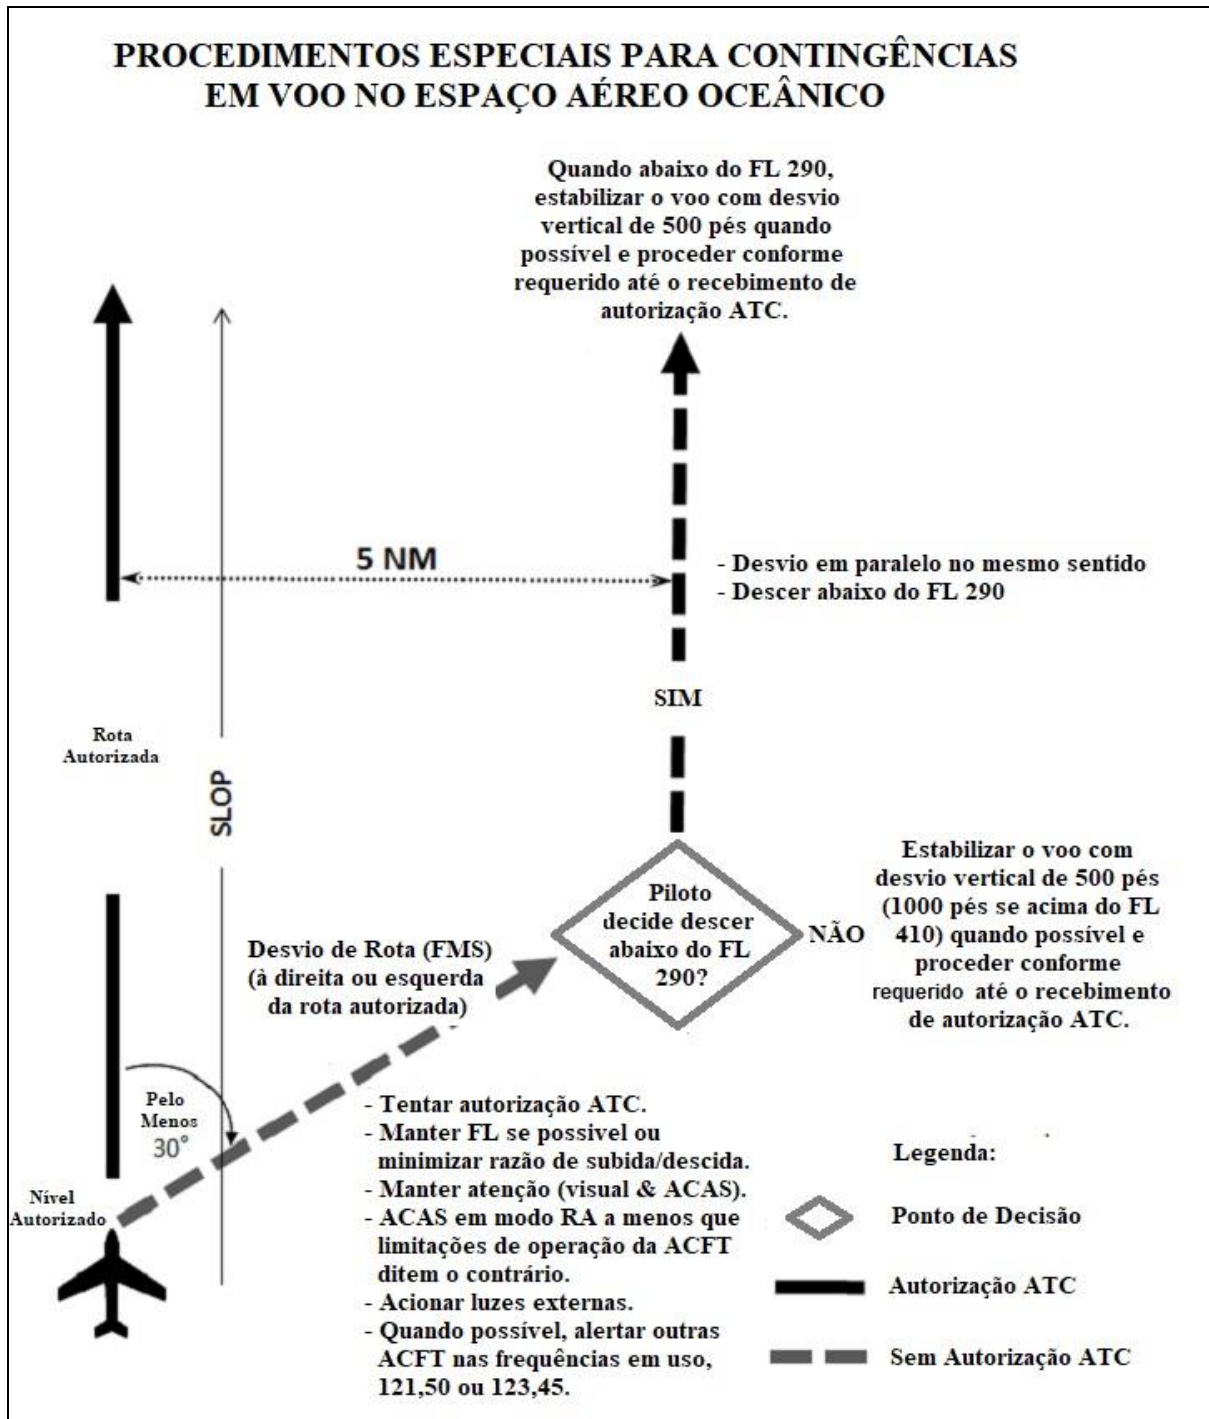 PROCEDIMENTOS ESPECIAIS PARA CONTINGÊNCIAS
EM VOO NO ESPAÇO AÉREO OCEÂNICO
Quando abaixo do FL 290,
estabilizar o voo com desvio
vertical de 500 pés quando
possível e proceder conforme
requerido até o recebimento de
autorização ATC.
5 NM
- Desvio em paralelo no mesmo sentido
- Descer abaixo do FL 290
SIM
Rota
Autorizada
SLOP
Piloto
decide descer
abaixo do FL
290?
NÃO
Estabilizar o voo com
desvio vertical de 500 pés
(1000 pés se acima do FL
410) quando possível e
proceder conforme
requerido até o recebimento
de autorização ATC.
Desvio de Rota (FMS)
(à direita ou esquerda
da rota autorizada)
Pelo
Menos
30°
Nível
Autorizado
- Tentar autorização ATC.
- Manter FL se possivel ou
minimizar razão de subida/descida.
- Manter atenção (visual & ACAS).
- ACAS em modo RA a menos que
limitações de operação da ACFT
ditem o contrário.
- Acionar luzes externas.
- Quando possível, alertar outras
ACFT nas frequências em uso,
121,50 ou 123,45.
Legenda:
Ponto de Decisão
Autorização ATC
Sem Autorização ATC